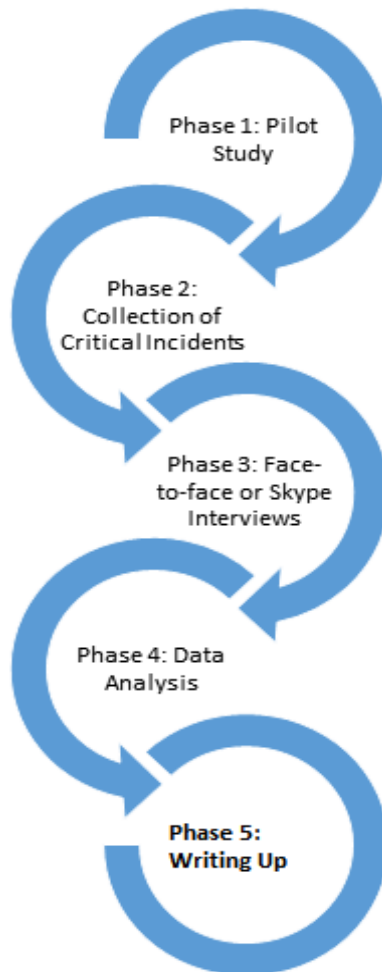 Phase 1: Pilot
Study
Phase 2:
Collection of
Critical Incidents
Phase 3: Face-
to-face or Skype
Interviews
Phase 4: Data
Analysis
Phase 5:
Writing Up